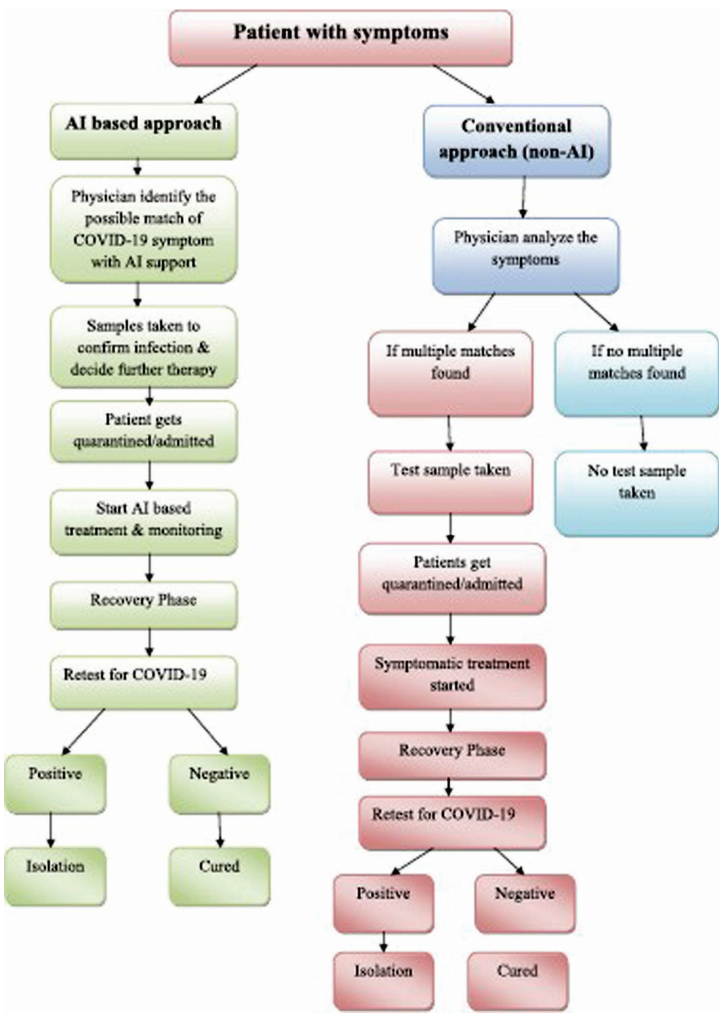 Patient with symptoms
AI based approach
Physician identify the
possible match of
COVID-19 symptom
with AI support
Samples taken to
confirm infection &
decide further therapy
Patient gets
quarantined/admitted
Start AI based
treatment & monitoring
Recovery Phase
Retest for COVID-19
Positive
Negative
Isolation
Cured
Conventional
approach (non-AI)
Physician analyze the
symptoms
If multiple matches
found
Test sample taken
Patients get
quarantined/admitted
Symptomatic treatment
started
Recovery Phase
Retest for COVID-19
Positive
Negative
Isolation
Cured
If no multiple
matches found
No test sample
taken